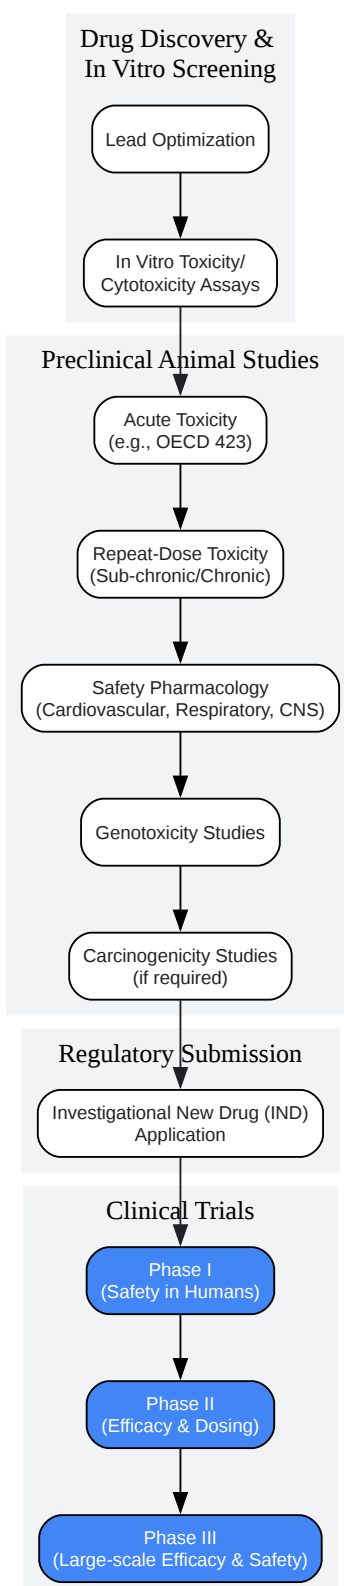 Drug Discovery &
In Vitro Screening
Lead Optimization
In Vitro Toxicity/
Cytotoxicity Assays
Preclinical Animal Studies
Acute Toxicity
(e.g., OECD 423)
Repeat-Dose Toxicity
(Sub-chronic/Chronic)
Safety Pharmacology
(Cardiovascular, Respiratory, CNS)
Genotoxicity Studies
Carcinogenicity Studies
(if required)
Regulatory Submission
Investigational New Drug (IND)
Application
Clinical Trials
Phase I
(Safety in Humans)
Phase II
(Efficacy & Dosing)
Phase III
(Large-scale Efficacy & Safety)